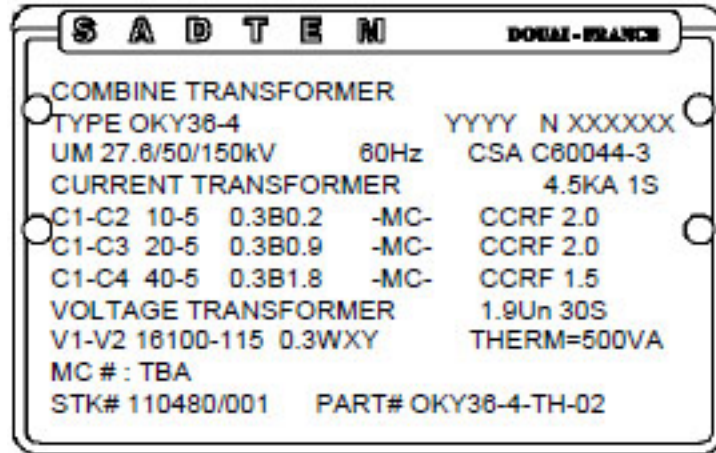 SADTEM DOUAI-FRANCE
COMBINE TRANSFORMER
TYPE OKY36-4 YYYY N XXXXXX
UM 27.6/50/150kV 60Hz CSA C60044-3
CURRENT TRANSFORMER 4.5KA 1S
C1-C2 10-5 0.3B0.2 -MC- CCRF 2.0
C1-C3 20-5 0.3B0.9 -MC- CCRF 2.0
C1-C4 40-5 0.3B1.8 -MC- CCRF 1.5
VOLTAGE TRANSFORMER 1.9Un 30S
V1-V2 16100-115 0.3WXY THERM=500VA
MC # : TBA
STK# 110480/001 PART# OKY36-4-TH-02